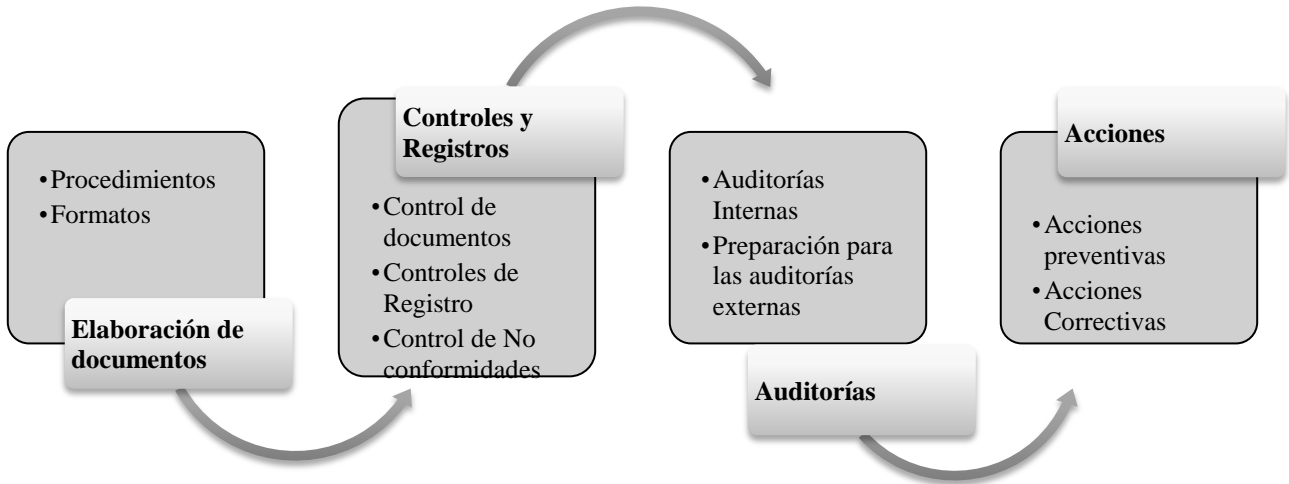 •Procedimientos
•Formatos
Elaboración de
documentos
Controles y
Registros
•Control de
documentos
•Controles de
Registro
•Control de No
conformidades
•Auditorías
Internas
•Preparación para
las auditorías
externas
Auditorías
Acciones
•Acciones
preventivas
•Acciones
Correctivas